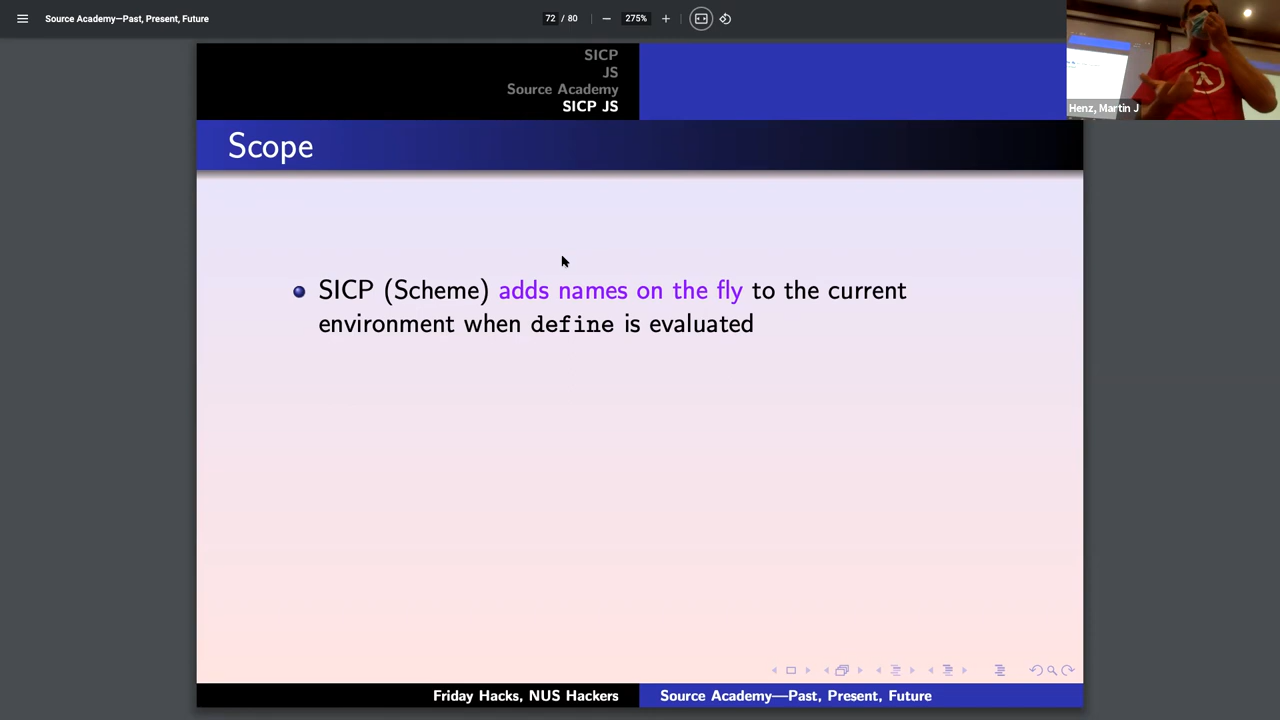 Source Academy—Past, Present, Future
72 / 80
275%
Henz, Martin J
SICP
JS
Source Academy
SICP JS
Scope
SICP (Scheme) adds names on the fly to the current
environment when define is evaluated
Friday Hacks, NUS Hackers
Source Academy—Past, Present, Future